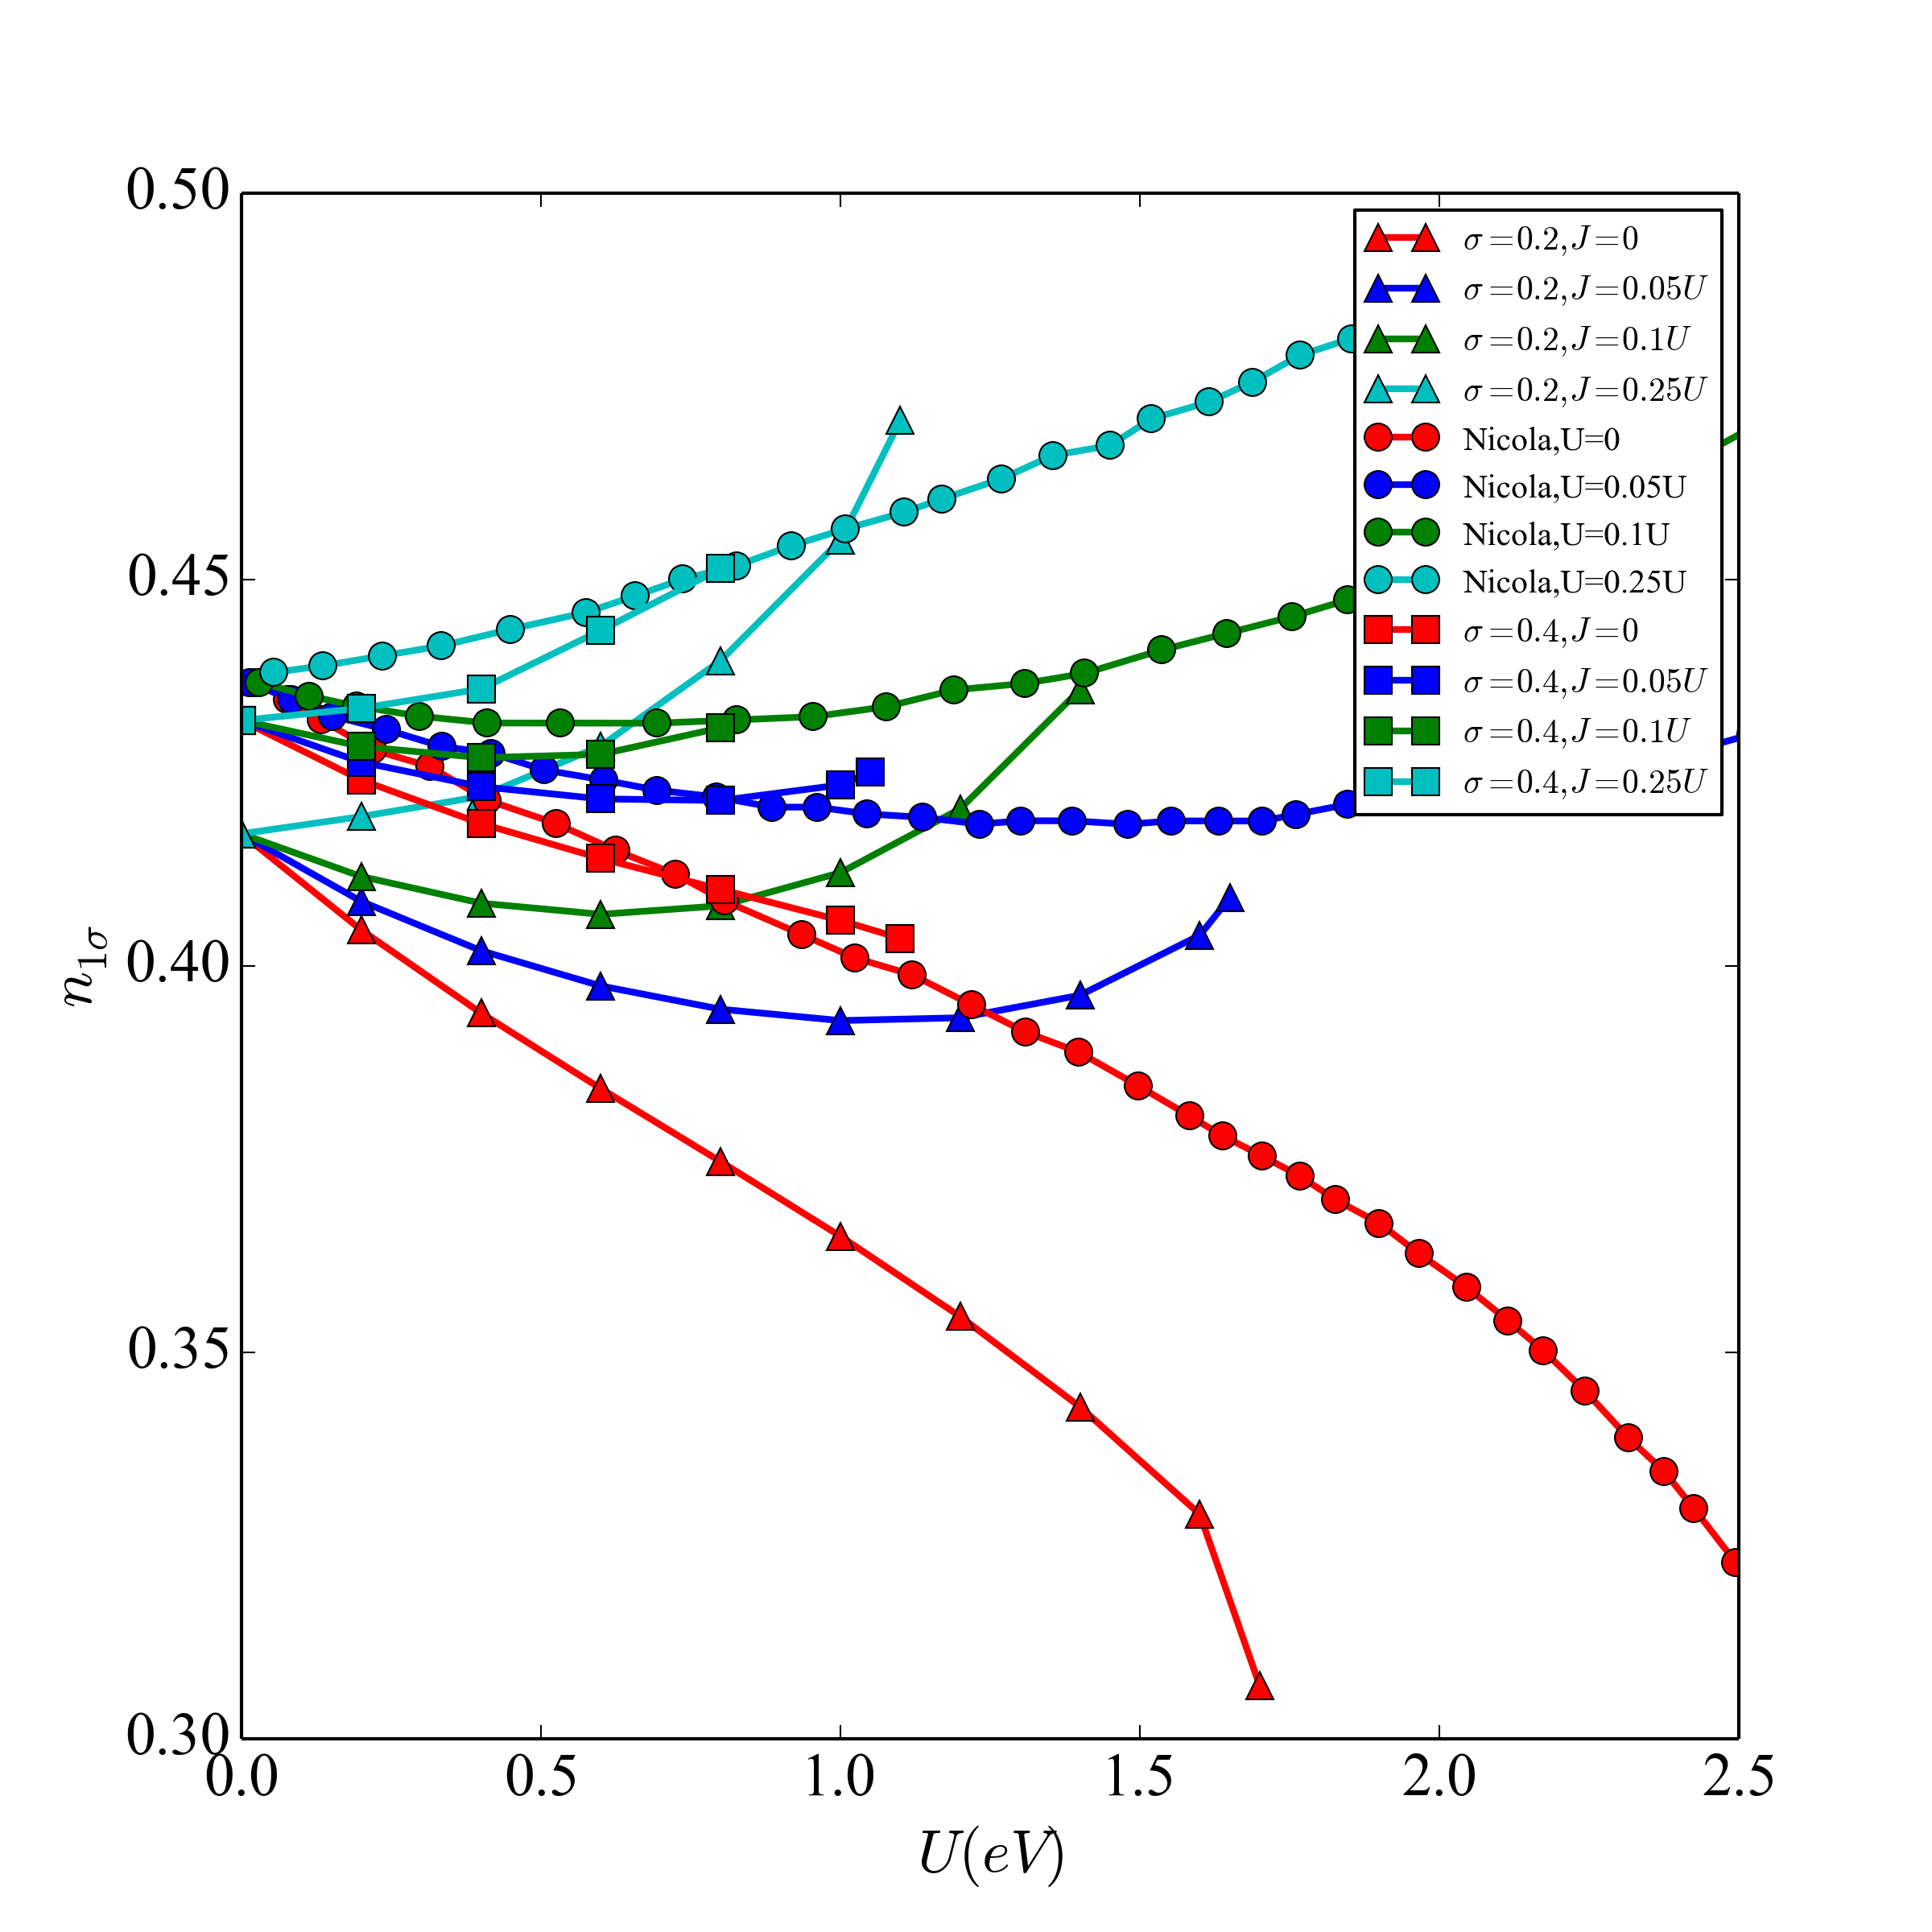 0.50
0.45
0.40
0.35
0.30
n1σ
0.0 0.5 1.0 1.5 2.0 2.5
U(eV)
σ=0.2,J=0
σ=0.2,J=0.05U
σ=0.2,J=0.1U
σ=0.2,J=0.25U
Nicola,U=0
Nicola,U=0.05U
Nicola,U=0.1U
Nicola,U=0.25U
σ=0.4,J=0
σ=0.4,J=0.05U
σ=0.4,J=0.1U
σ=0.4,J=0.25U